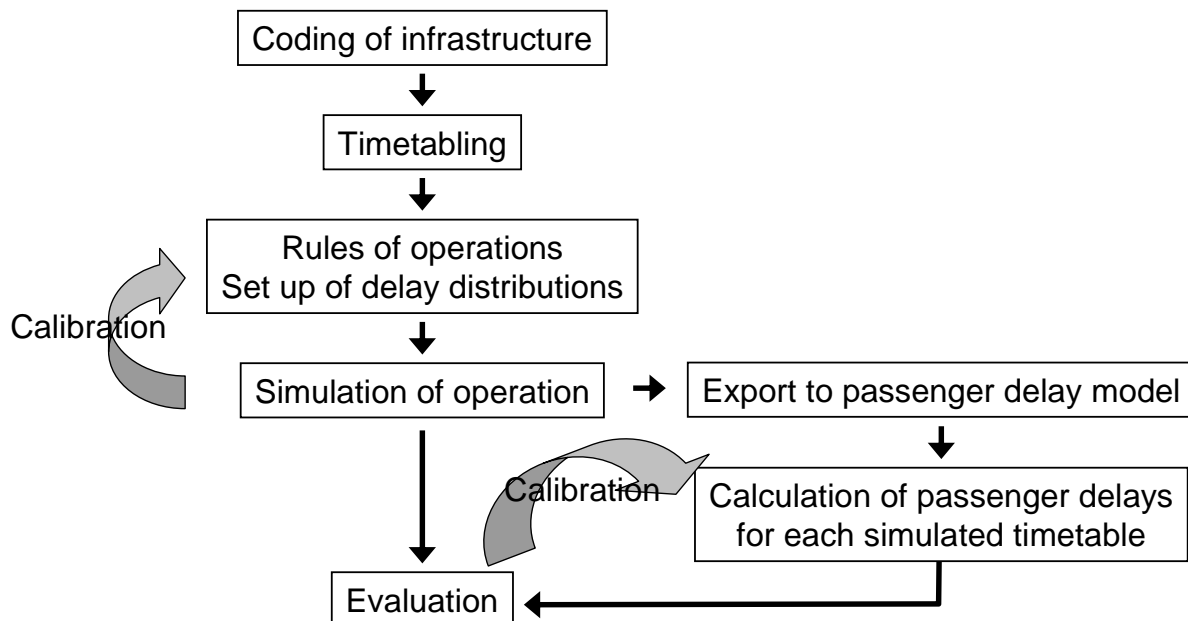 Coding of infrastructure
Timetabling
Rules of operations
Set up of delay distributions
Calibration
Simulation of operation
Export to passenger delay model
Calibration
Calculation of passenger delays
for each simulated timetable
Evaluation